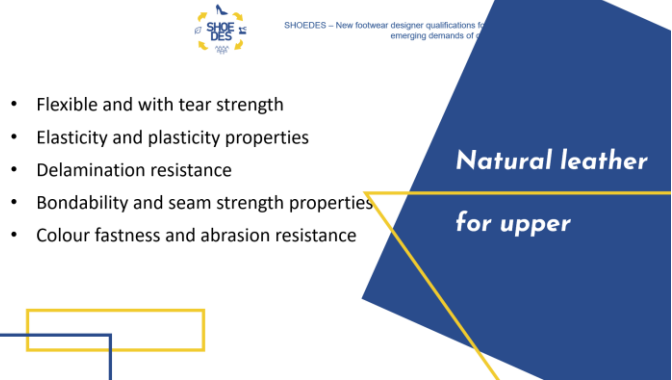 SHOE
DES
SHOEDES – New footwear designer qualifications
emerging demands of
• Flexible and with tear strength
• Elasticity and plasticity properties
• Delamination resistance
• Bondability and seam strength properties
• Colour fastness and abrasion resistance
Natural leather
for upper